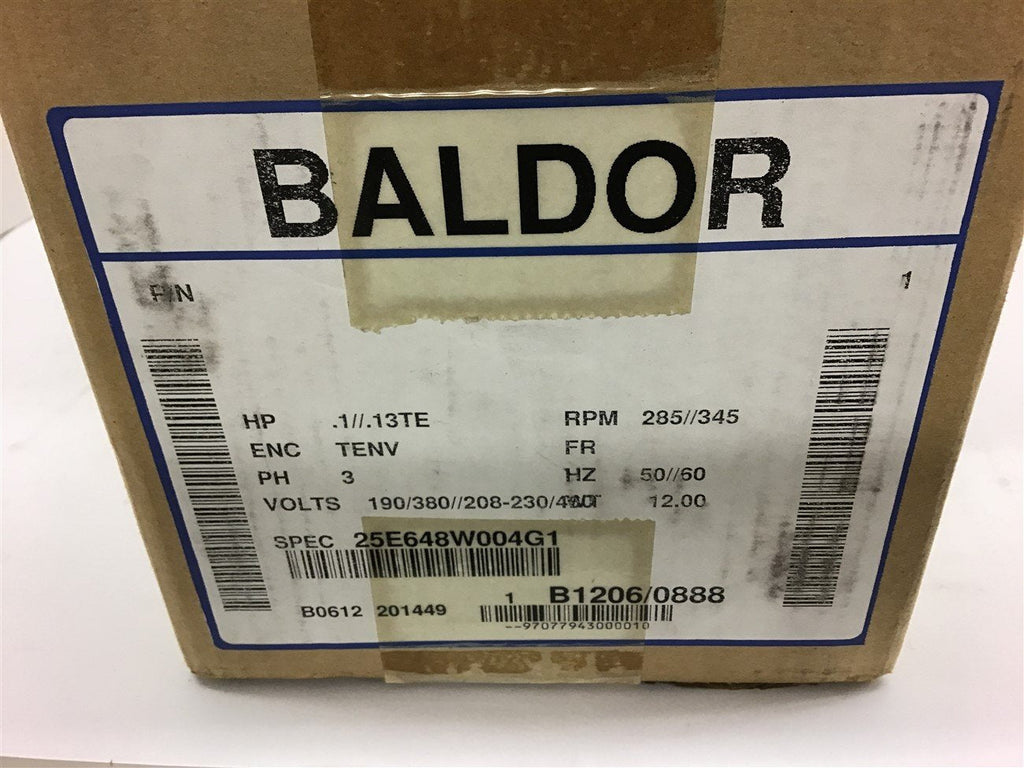 BALDOR
P/N 1
HP .1//.13TE RPM 285//345
ENC TENV FR
PH 3 HZ 50//60
VOLTS 190/380//208-230/460 12.00
SPEC 25E648W004G1
1 B1206/0888
B0612 201449
--97077943000010